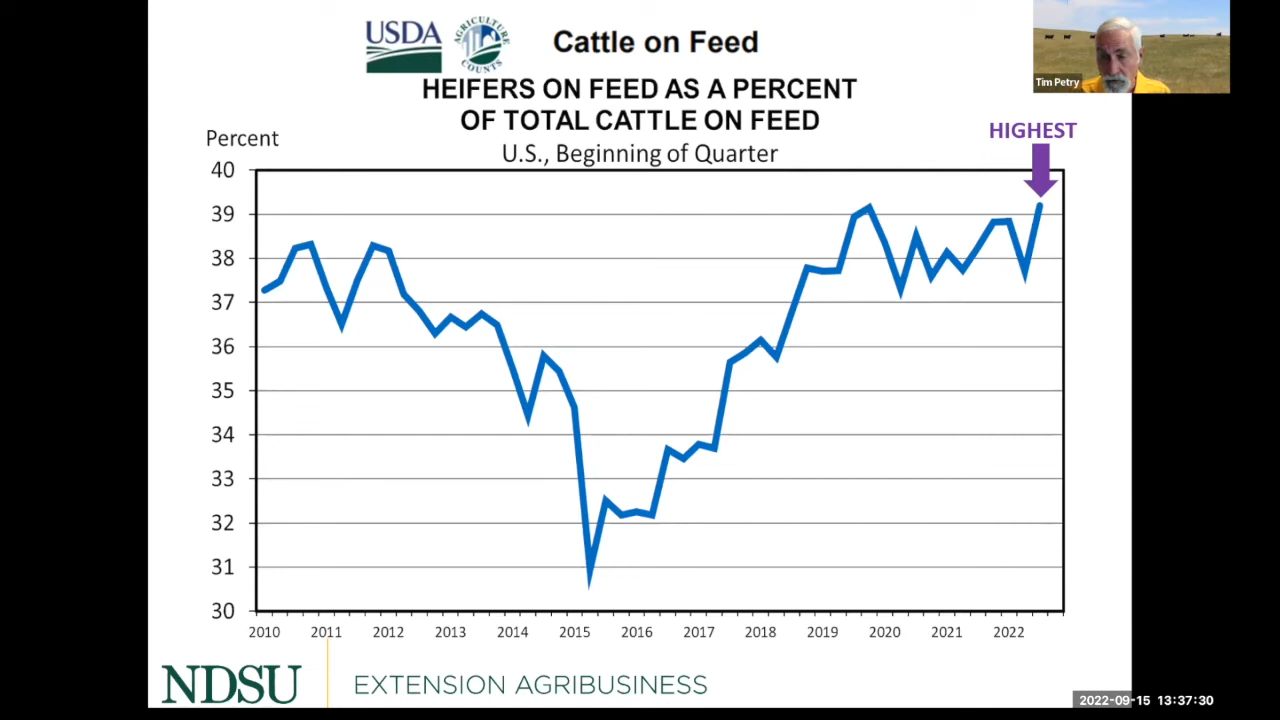 USDA
AGRICULTURE
COUNTS
Cattle on Feed
HEIFERS ON FEED AS A PERCENT
OF TOTAL CATTLE ON FEED
U.S., Beginning of Quarter
Percent
Tim Petry
HIGHEST
40
39
38
37
36
35
34
33
32
31
30
2010 2011 2012 2013 2014 2015 2016 2017 2018 2019 2020 2021 2022
NDSU
EXTENSION AGRIBUSINESS
2022-09-15 13:37:30